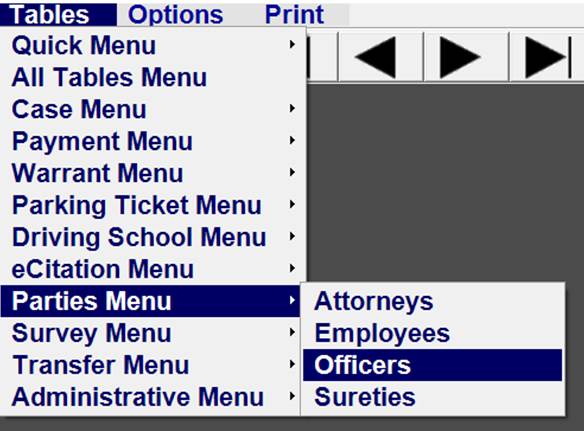 Tables Options Print
Quick Menu
All Tables Menu
Case Menu
Payment Menu
Warrant Menu
Parking Ticket Menu
Driving School Menu
eCitation Menu
Parties Menu
Survey Menu
Transfer Menu
Administrative Menu
Attorneys
Employees
Officers
Sureties